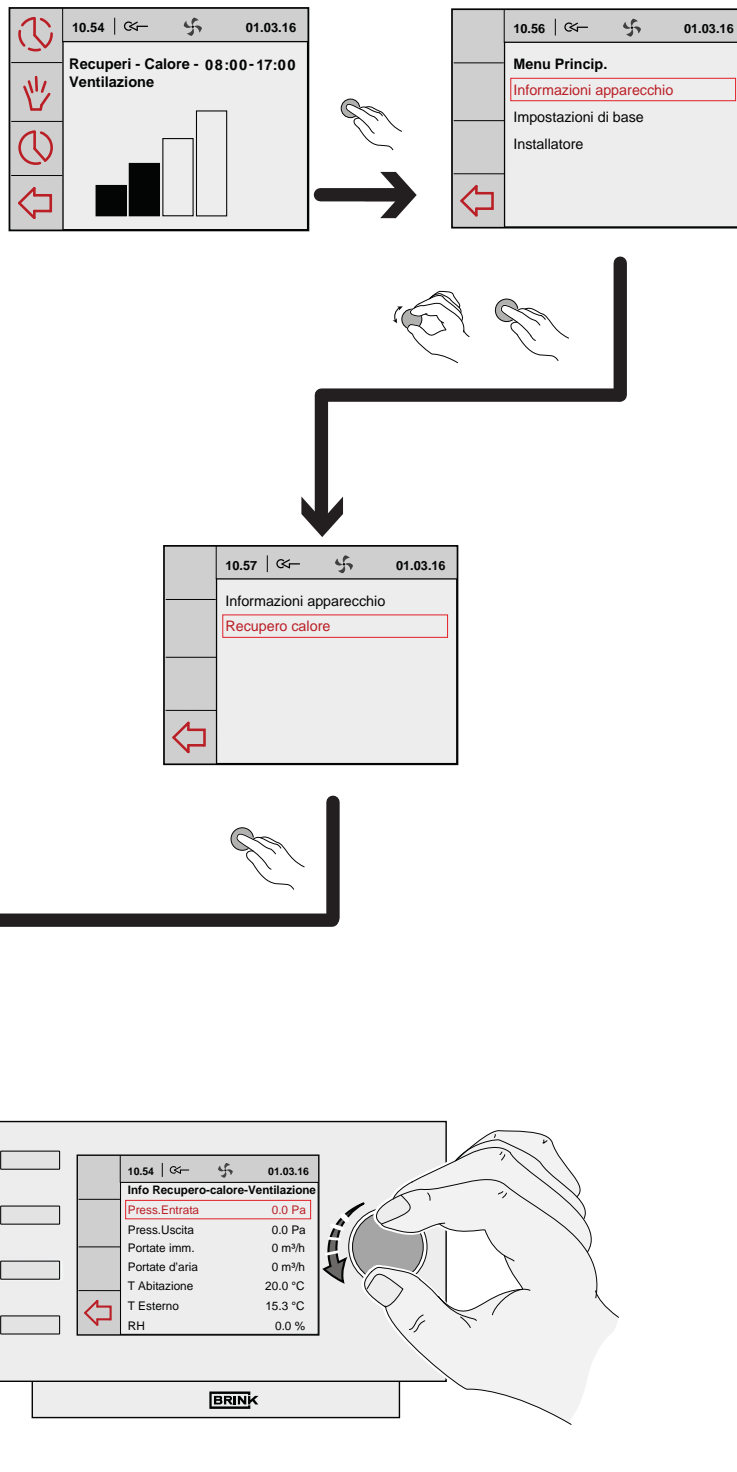 10.54 01.03.16
Recuperi - Calore - 08:00-17:00
Ventilazione
10.56 01.03.16
Menu Princip.
Informazioni apparecchio
Impostazioni di base
Installatore
10.57 01.03.16
Informazioni apparecchio
Recupero calore
10.54 01.03.16
Info Recupero-calore-Ventilazione
Press.Entrata 0.0 Pa
Press.Uscita 0.0 Pa
Portate imm. 0 m³/h
Portate d'aria 0 m³/h
T Abitazione 20.0 °C
T Esterno 15.3 °C
RH 0.0 %
BRINK